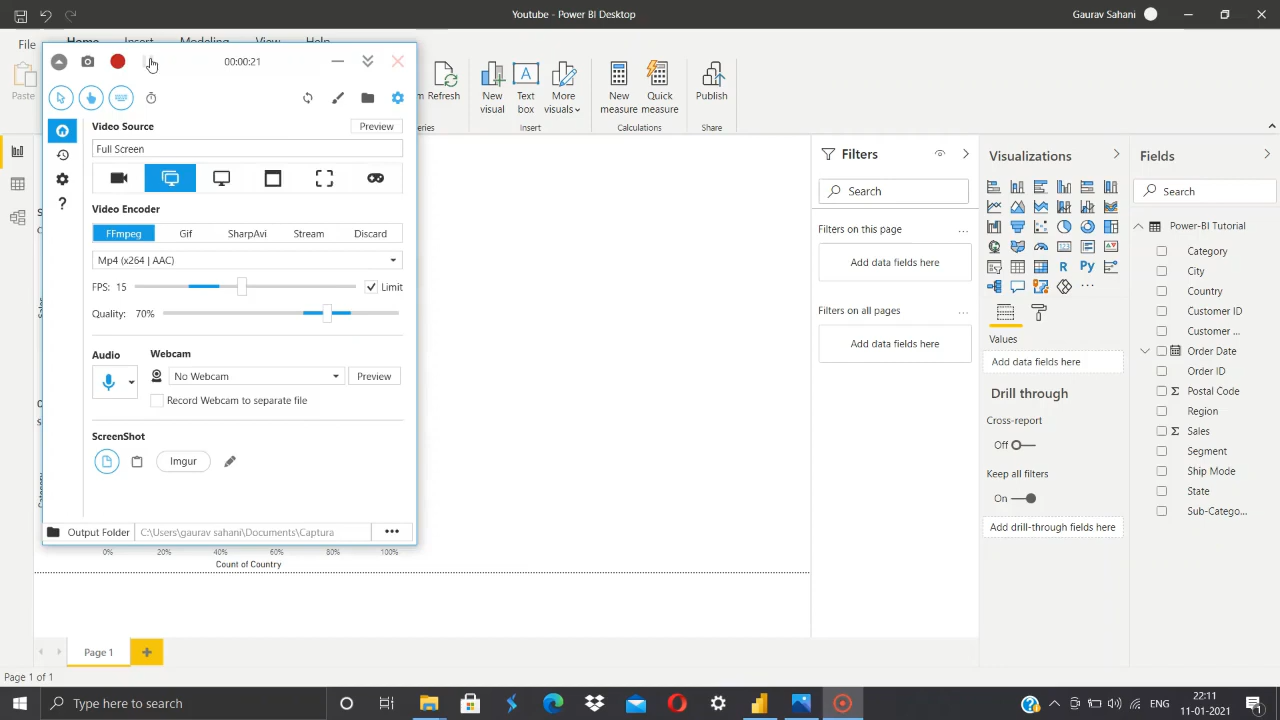 Youtube - Power BI Desktop
Gaurav Sahani
File
Home
Insert
Modeling
View
Help
Paste
Refresh
New visual
Text box
More visuals
New measure
Quick measure
Publish
Insert
Calculations
Share
00:00:21
Video Source
Preview
Full Screen
Video Encoder
FFmpeg
Gif
SharpAvi
Stream
Discard
Mp4 (x264 | AAC)
FPS: 15
Limit
Quality: 70%
Audio
Webcam
No Webcam
Preview
Record Webcam to separate file
ScreenShot
Imgur
Output Folder
C:\Users\gaurav sahani\Documents\Captura
0%
20%
40%
60%
80%
100%
Count of Country
Filters
Search
Filters on this page
Add data fields here
Filters on all pages
Add data fields here
Visualizations
R
Py
Values
Add data fields here
Drill through
Cross-report
Off
Keep all filters
On
Add drill-through fields here
Fields
Search
Power-BI Tutorial
Category
City
Country
Customer ID
Customer ...
Order Date
Order ID
Postal Code
Region
Sales
Segment
Ship Mode
State
Sub-Catego...
Page 1
Page 1 of 1
Type here to search
ENG
22:11
11-01-2021